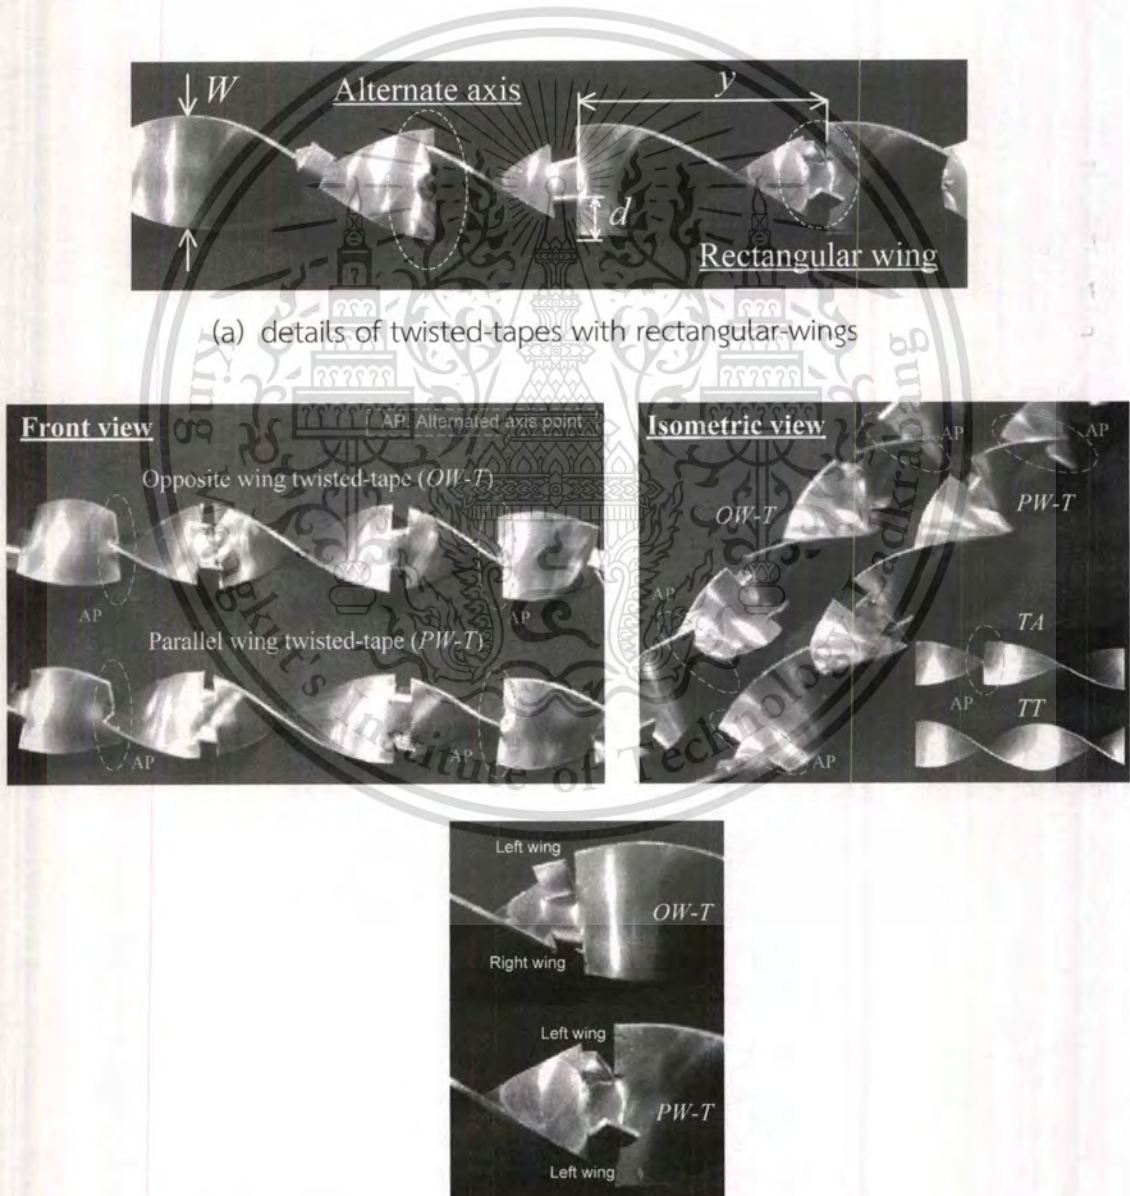 W
Alternate axis
y
d
Rectangular wing
(a) details of twisted-tapes with rectangular-wings
Front view
AP: Alternated axis point
Opposite wing twisted-tape (OW-T)
AP
AP
Parallel wing twisted-tape (PW-T)
AP
AP
Isometric view
AP
AP
OW-T
PW-T
AP
TA
AP
TT
AP
Left wing
OW-T
Right wing
Left wing
PW-T
Left wing
King Mongkut's Institute of Technology Ladkrabang